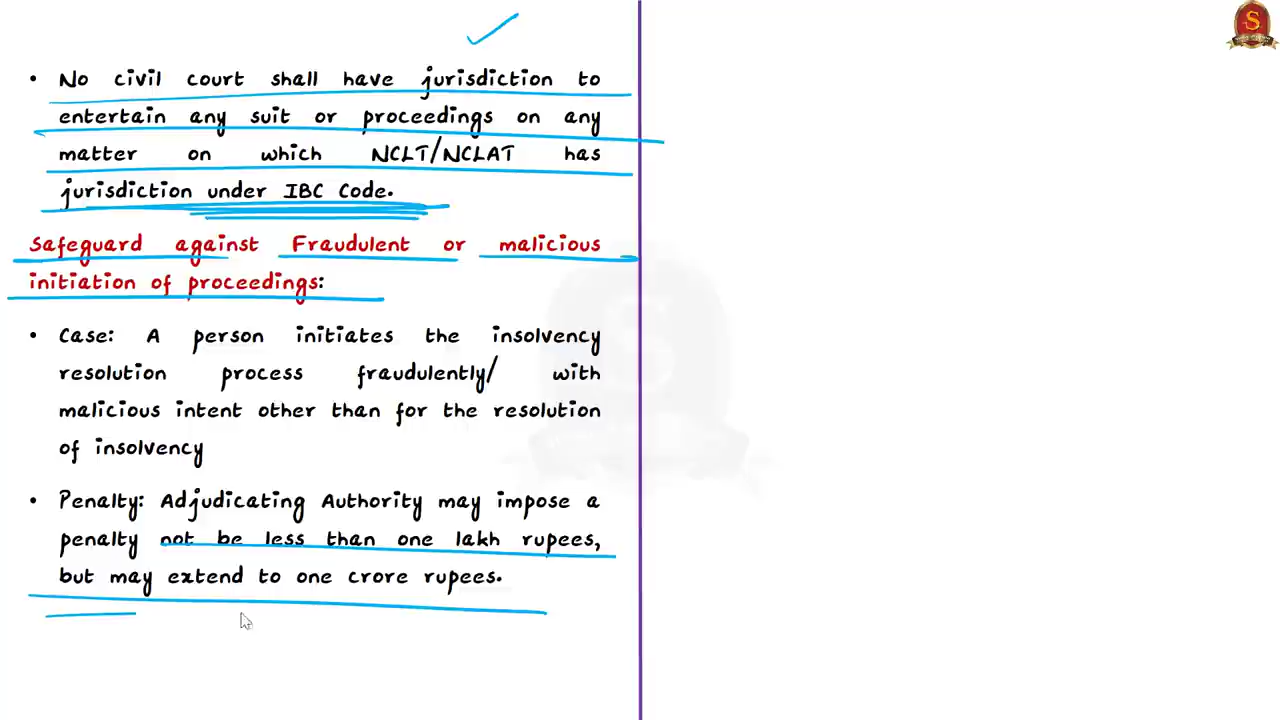 • No civil court shall have jurisdiction to
entertain any suit or proceedings on any
matter on which NCLT/NCLAT has
jurisdiction under IBC Code.
Safeguard against Fraudulent or malicious
initiation of proceedings:
• Case: A person initiates the insolvency
resolution process fraudulently/ with
malicious intent other than for the resolution
of insolvency
• Penalty: Adjudicating Authority may impose a
penalty not be less than one lakh rupees,
but may extend to one crore rupees.
S